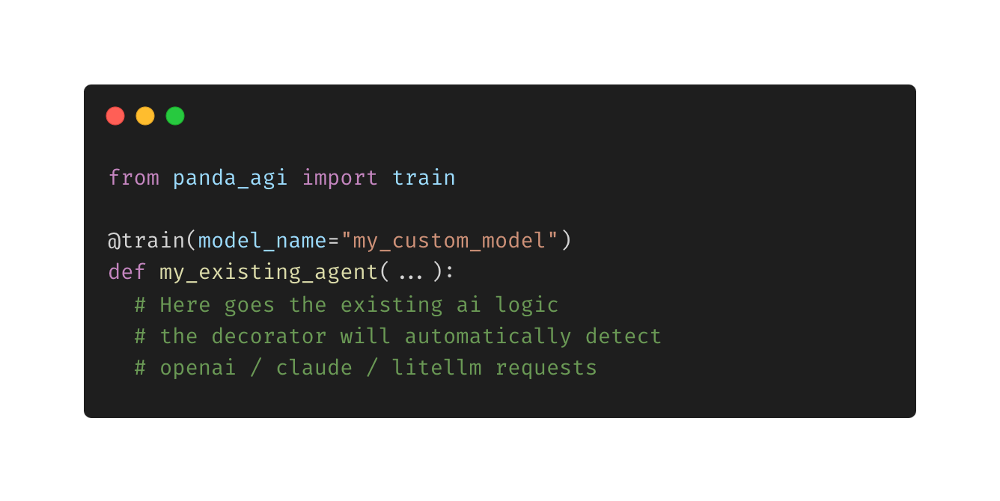 from panda_agi import train
@train(model_name="my_custom_model")
def my_existing_agent(...):
# Here goes the existing ai logic
# the decorator will automatically detect
# openai / claude / litellm requests